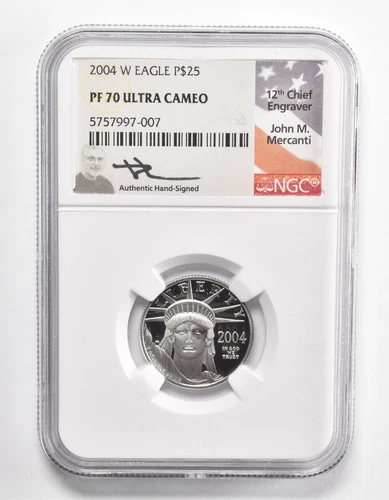 2004 W EAGLE P$25
PF 70 ULTRA CAMEO
5757997-007
Authentic Hand-Signed
12th Chief
Engraver
John M.
Mercanti
NGC
LIBERTY
2004
IN GOD
WE
TRUST